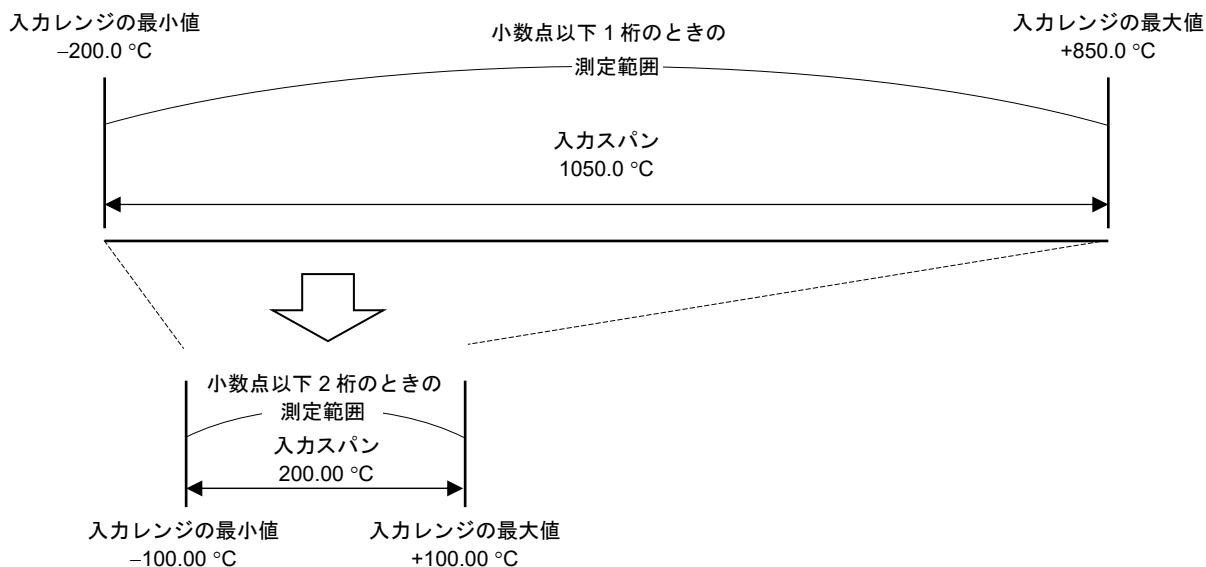 入力レンジの最小値
−200.0 °C
小数点以下 1 桁のときの
測定範囲
入力レンジの最大値
+850.0 °C
入力スパン
1050.0 °C
小数点以下 2 桁のときの
測定範囲
入力スパン
200.00 °C
入力レンジの最小値
−100.00 °C
入力レンジの最大値
+100.00 °C